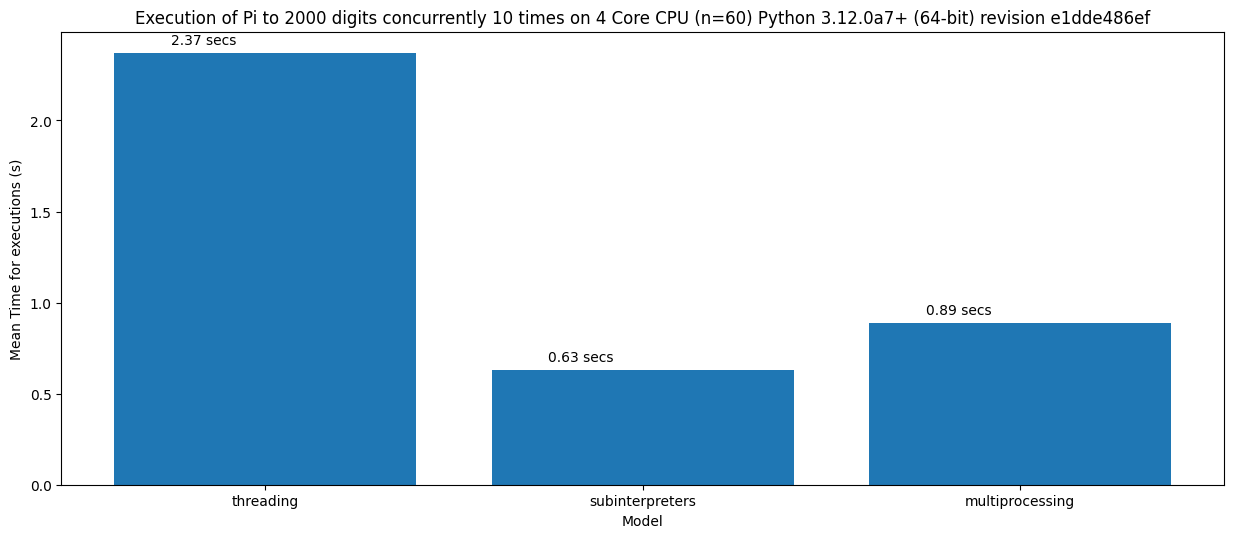 Execution of Pi to 2000 digits concurrently 10 times on 4 Core CPU (n=60) Python 3.12.0a7+ (64-bit) revision e1dde486ef
2.37 secs
0.63 secs
0.89 secs
Mean Time for executions (s)
2.0
1.5
1.0
0.5
0.0
threading
subinterpreters
multiprocessing
Model